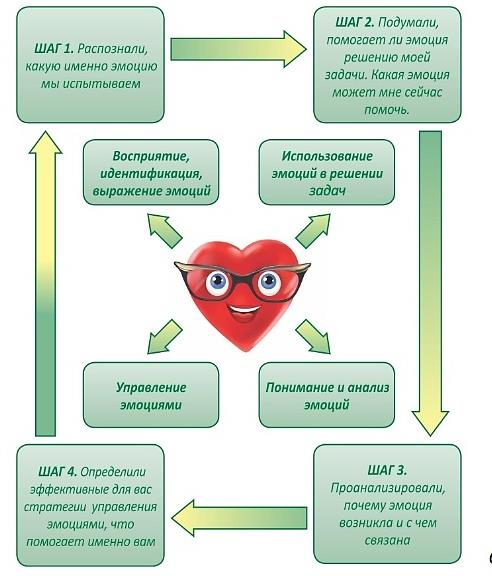 ШАГ 1. Распознали,
какую именно эмоцию
мы испытываем
ШАГ 2. Подумали,
помогает ли эмоция
решению моей
задачи. Какая эмоция
может мне сейчас
помочь.
Восприятие,
идентификация,
выражение эмоций
Использование
эмоций в решении
задач
Управление
эмоциями
Понимание и анализ
эмоций
ШАГ 4. Определили
эффективные для вас
стратегии управления
эмоциями, что
помогает именно вам
ШАГ 3.
Проанализировали,
почему эмоция
возникла и с чем
связана